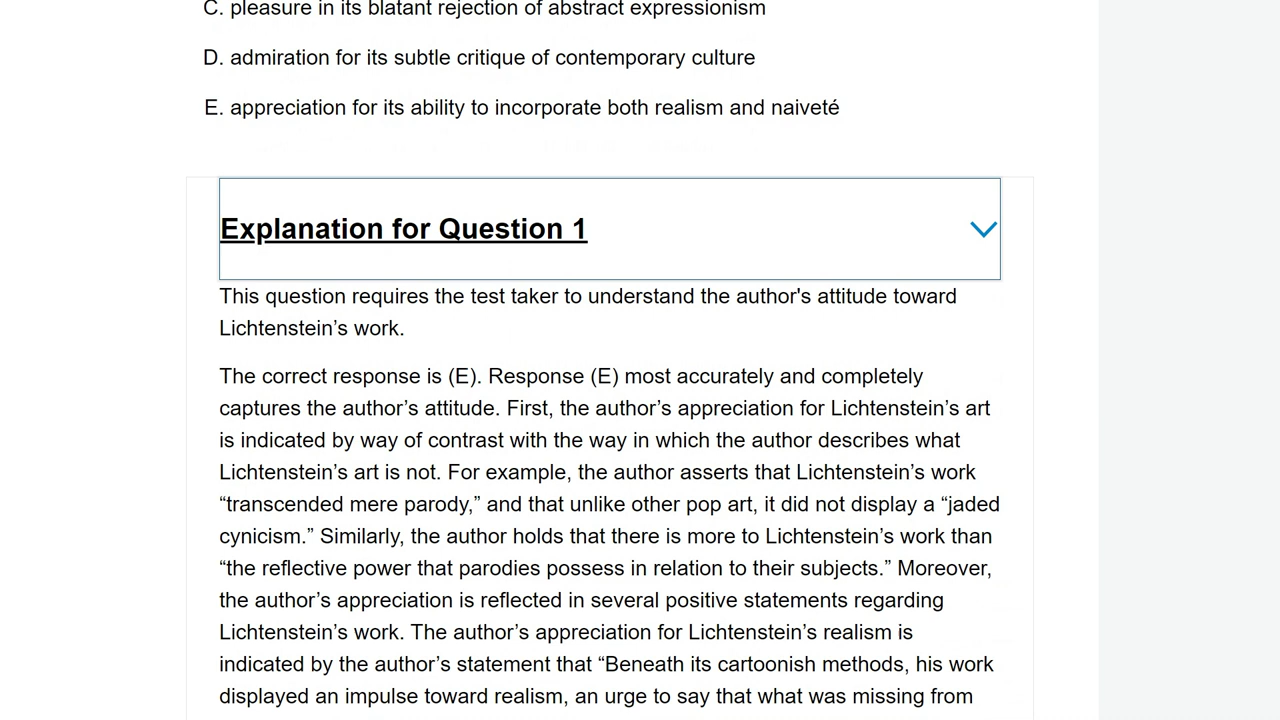 C. pleasure in its blatant rejection of abstract expressionism
D. admiration for its subtle critique of contemporary culture
E. appreciation for its ability to incorporate both realism and naiveté
Explanation for Question 1
This question requires the test taker to understand the author's attitude toward
Lichtenstein’s work.
The correct response is (E). Response (E) most accurately and completely
captures the author’s attitude. First, the author’s appreciation for Lichtenstein’s art
is indicated by way of contrast with the way in which the author describes what
Lichtenstein’s art is not. For example, the author asserts that Lichtenstein’s work
“transcended mere parody,” and that unlike other pop art, it did not display a “jaded
cynicism.” Similarly, the author holds that there is more to Lichtenstein’s work than
“the reflective power that parodies possess in relation to their subjects.” Moreover,
the author’s appreciation is reflected in several positive statements regarding
Lichtenstein’s work. The author’s appreciation for Lichtenstein’s realism is
indicated by the author’s statement that “Beneath its cartoonish methods, his work
displayed an impulse toward realism, an urge to say that what was missing from